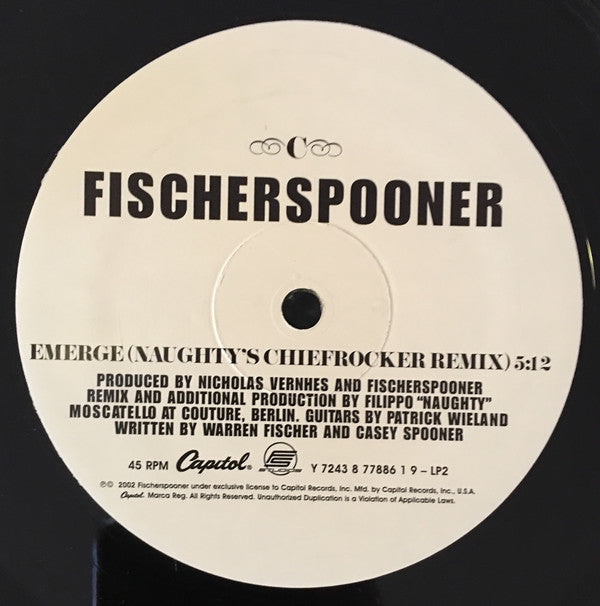 C
FISCHERSPOONER
EMERGE (NAUGHTY'S CHIEFROCKER REMIX) 5:12
PRODUCED BY NICHOLAS VERNHES AND FISCHERSPOONER
REMIX AND ADDITIONAL PRODUCTION BY FILIPPO "NAUGHTY"
MOSCATELLO AT COUTURE, BERLIN. GUITARS BY PATRICK WIELAND
WRITTEN BY WARREN FISCHER AND CASEY SPOONER
45 RPM Capitol® Y 7243 8 77886 1 9 – LP2
℗© 2002 Fischerspooner under exclusive license to Capitol Records, Inc. Mfd. by Capitol Records, Inc., U.S.A.
Capitol. Marca Reg. All Rights Reserved. Unauthorized Duplication is a Violation of Applicable Laws.